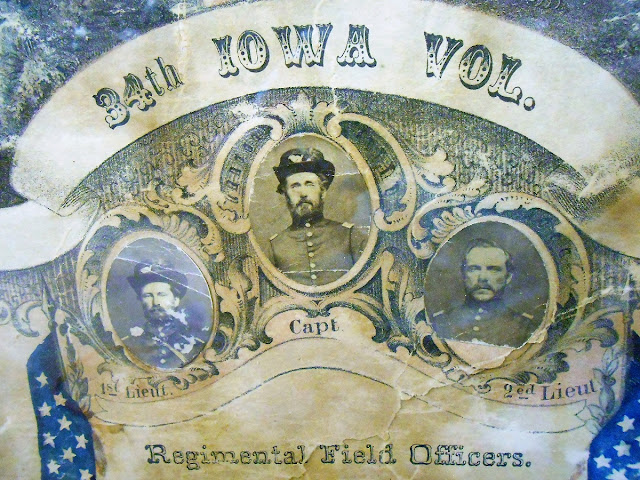 34th IOWA VOL.
Capt.
1st Lieut.
2nd Lieut.
Regimental Field Officers.